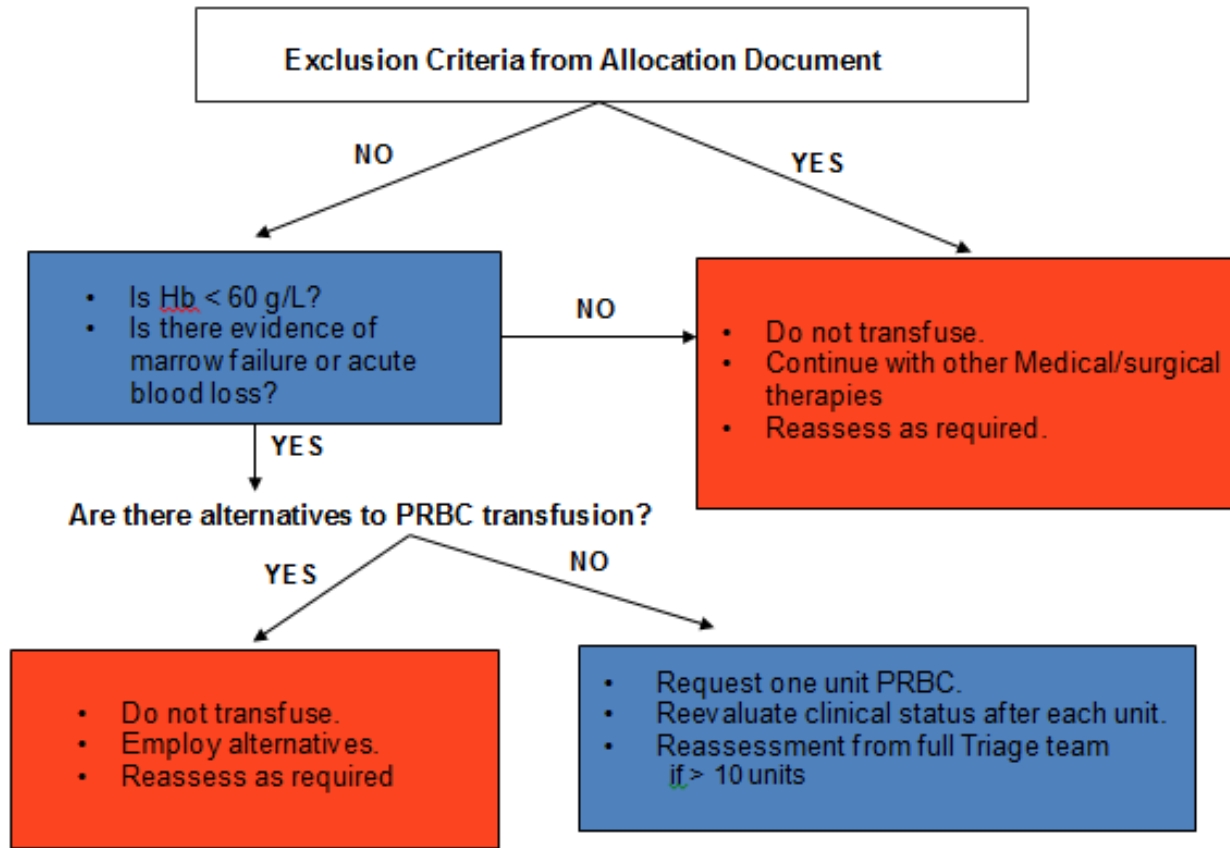 Exclusion Criteria from Allocation Document
NO
YES
• Is Hb < 60 g/L?
• Is there evidence of
marrow failure or acute
blood loss?
NO
• Do not transfuse.
• Continue with other Medical/surgical
therapies
• Reassess as required.
YES
Are there alternatives to PRBC transfusion?
YES
NO
• Do not transfuse.
• Employ alternatives.
• Reassess as required
• Request one unit PRBC.
• Reevaluate clinical status after each unit.
• Reassessment from full Triage team
if > 10 units